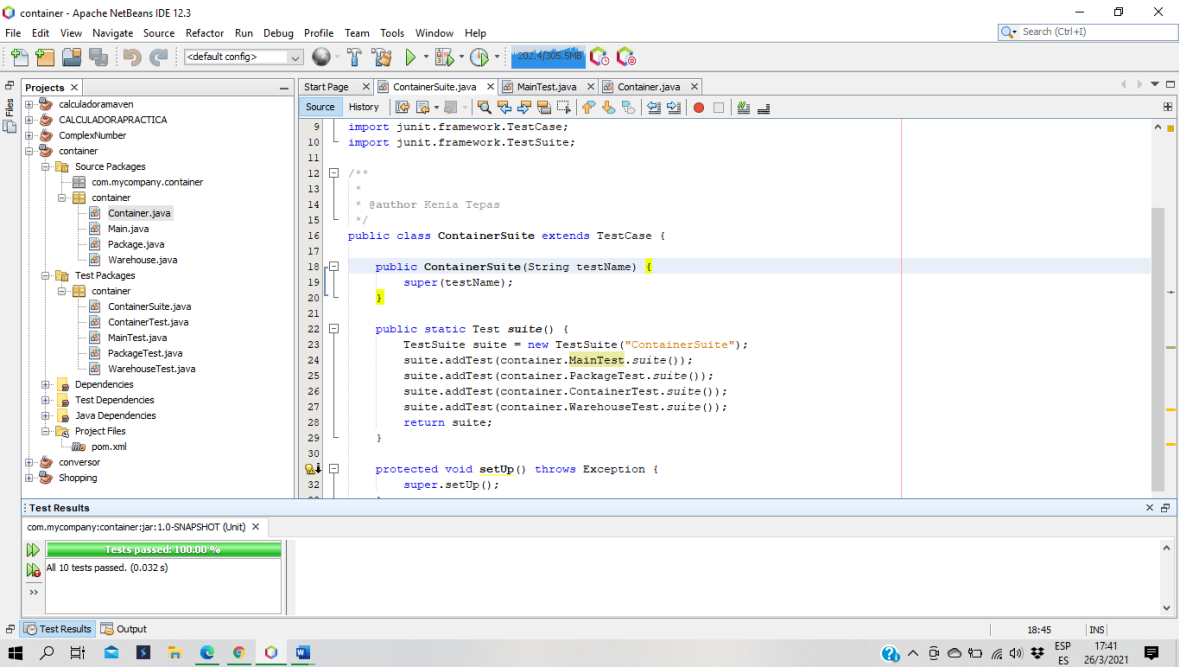 container - Apache NetBeans IDE 12.3
File Edit View Navigate Source Refactor Run Debug Profile Team Tools Window Help
Search (Ctrl+I)
<default config>
202.4/305.5MB
Projects
Files
calculadoramaven
CALCULADORAPRACTICA
ComplexNumber
container
Source Packages
com.mycompany.container
container
Container.java
Main.java
Package.java
Warehouse.java
Test Packages
container
ContainerSuite.java
ContainerTest.java
MainTest.java
PackageTest.java
WarehouseTest.java
Dependencies
Test Dependencies
Java Dependencies
Project Files
pom.xml
conversor
Shopping
Start Page ContainerSuite.java MainTest.java Container.java
Source History
9 import junit.framework.TestCase;
10 import junit.framework.TestSuite;
11
12 /**
13 *
14 * @author Kenia Tepas
15 */
16 public class ContainerSuite extends TestCase {
17
18 public ContainerSuite(String testName) {
19 super(testName);
20 }
21
22 public static Test suite() {
23 TestSuite suite = new TestSuite("ContainerSuite");
24 suite.addTest(container.MainTest.suite());
25 suite.addTest(container.PackageTest.suite());
26 suite.addTest(container.ContainerTest.suite());
27 suite.addTest(container.WarehouseTest.suite());
28 return suite;
29 }
30
protected void setUp() throws Exception {
32 super.setUp();
Test Results
com.mycompany:container:jar:1.0-SNAPSHOT (Unit)
Tests passed: 100.00 %
All 10 tests passed. (0.032 s)
>>
Test Results Output
18:45 INS
ESP
ES
17:41
26/3/2021